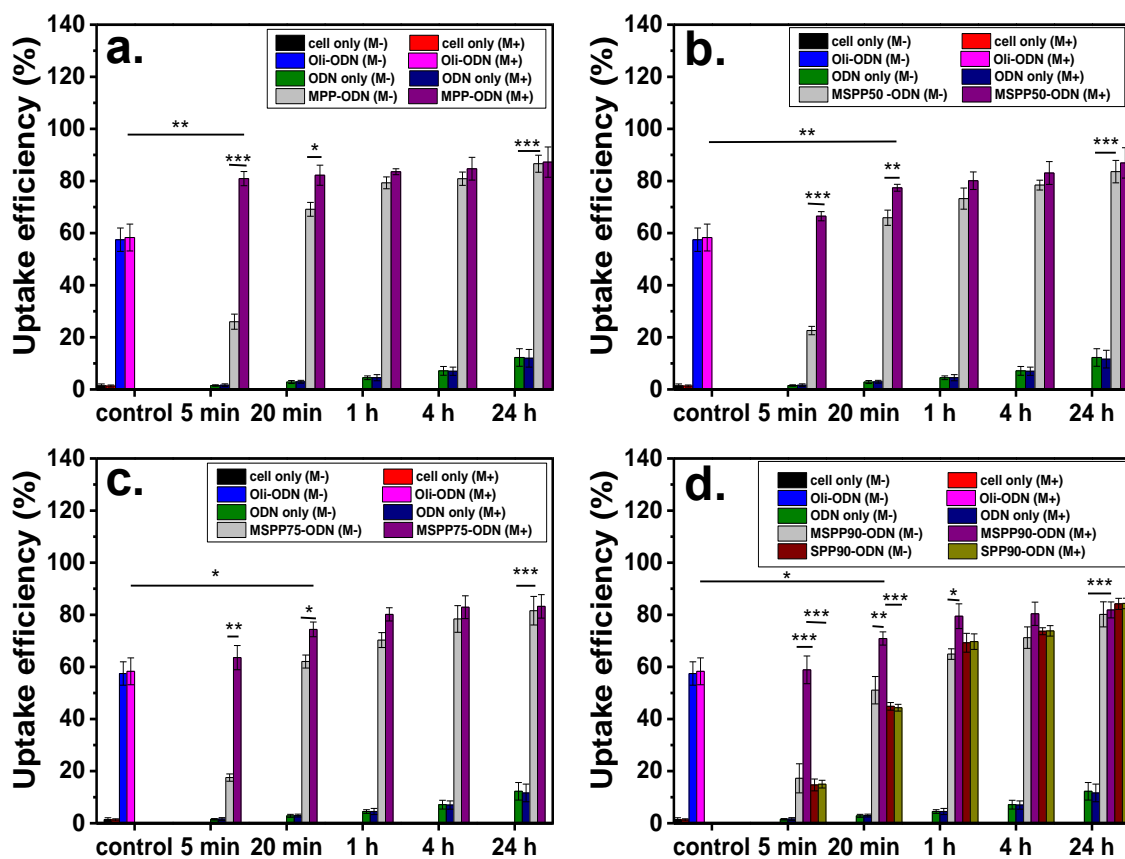 a.
Uptake efficiency (%)
140
120
100
80
60
40
20
0
cell only (M-) cell only (M+)
Oli-ODN (M-) Oli-ODN (M+)
ODN only (M-) ODN only (M+)
MPP-ODN (M-) MPP-ODN (M+)
**
***
*
***
control 5 min 20 min 1 h 4 h 24 h
b.
Uptake efficiency (%)
140
120
100
80
60
40
20
0
cell only (M-) cell only (M+)
Oli-ODN (M-) Oli-ODN (M+)
ODN only (M-) ODN only (M+)
MSPP50 -ODN (M-) MSPP50-ODN (M+)
**
***
**
***
control 5 min 20 min 1 h 4 h 24 h
c.
Uptake efficiency (%)
140
120
100
80
60
40
20
0
cell only (M-) cell only (M+)
Oli-ODN (M-) Oli-ODN (M+)
ODN only (M-) ODN only (M+)
MSPP75-ODN (M-) MSPP75-ODN (M+)
*
**
*
***
control 5 min 20 min 1 h 4 h 24 h
d.
Uptake efficiency (%)
140
120
100
80
60
40
20
0
cell only (M-) cell only (M+)
Oli-ODN (M-) Oli-ODN (M+)
ODN only (M-) ODN only (M+)
MSPP90-ODN (M-) MSPP90-ODN (M+)
SPP90-ODN (M-) SPP90-ODN (M+)
*
***
***
**
***
*
***
control 5 min 20 min 1 h 4 h 24 h